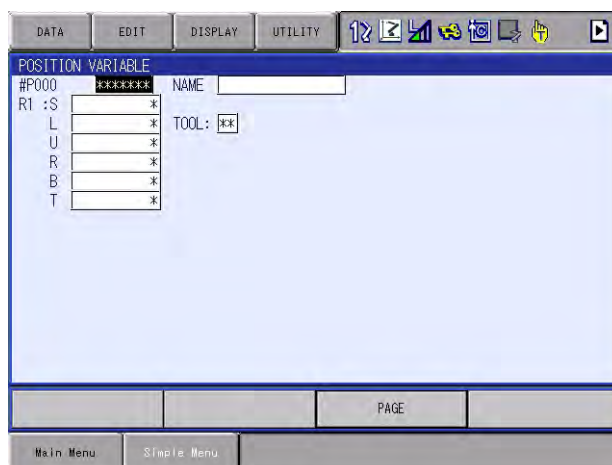 DATA EDIT DISPLAY UTILITY
POSITION VARIABLE
#P000 ******* NAME
R1 :S *
L * TOOL: **
U *
R *
B *
T *
PAGE
Main Menu Simple Menu